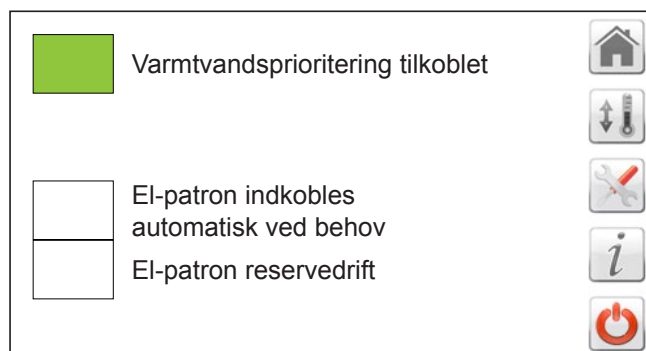 Varmtvandsprioritering tilkoblet
El-patron indkobles
automatisk ved behov
El-patron reservedrift
i